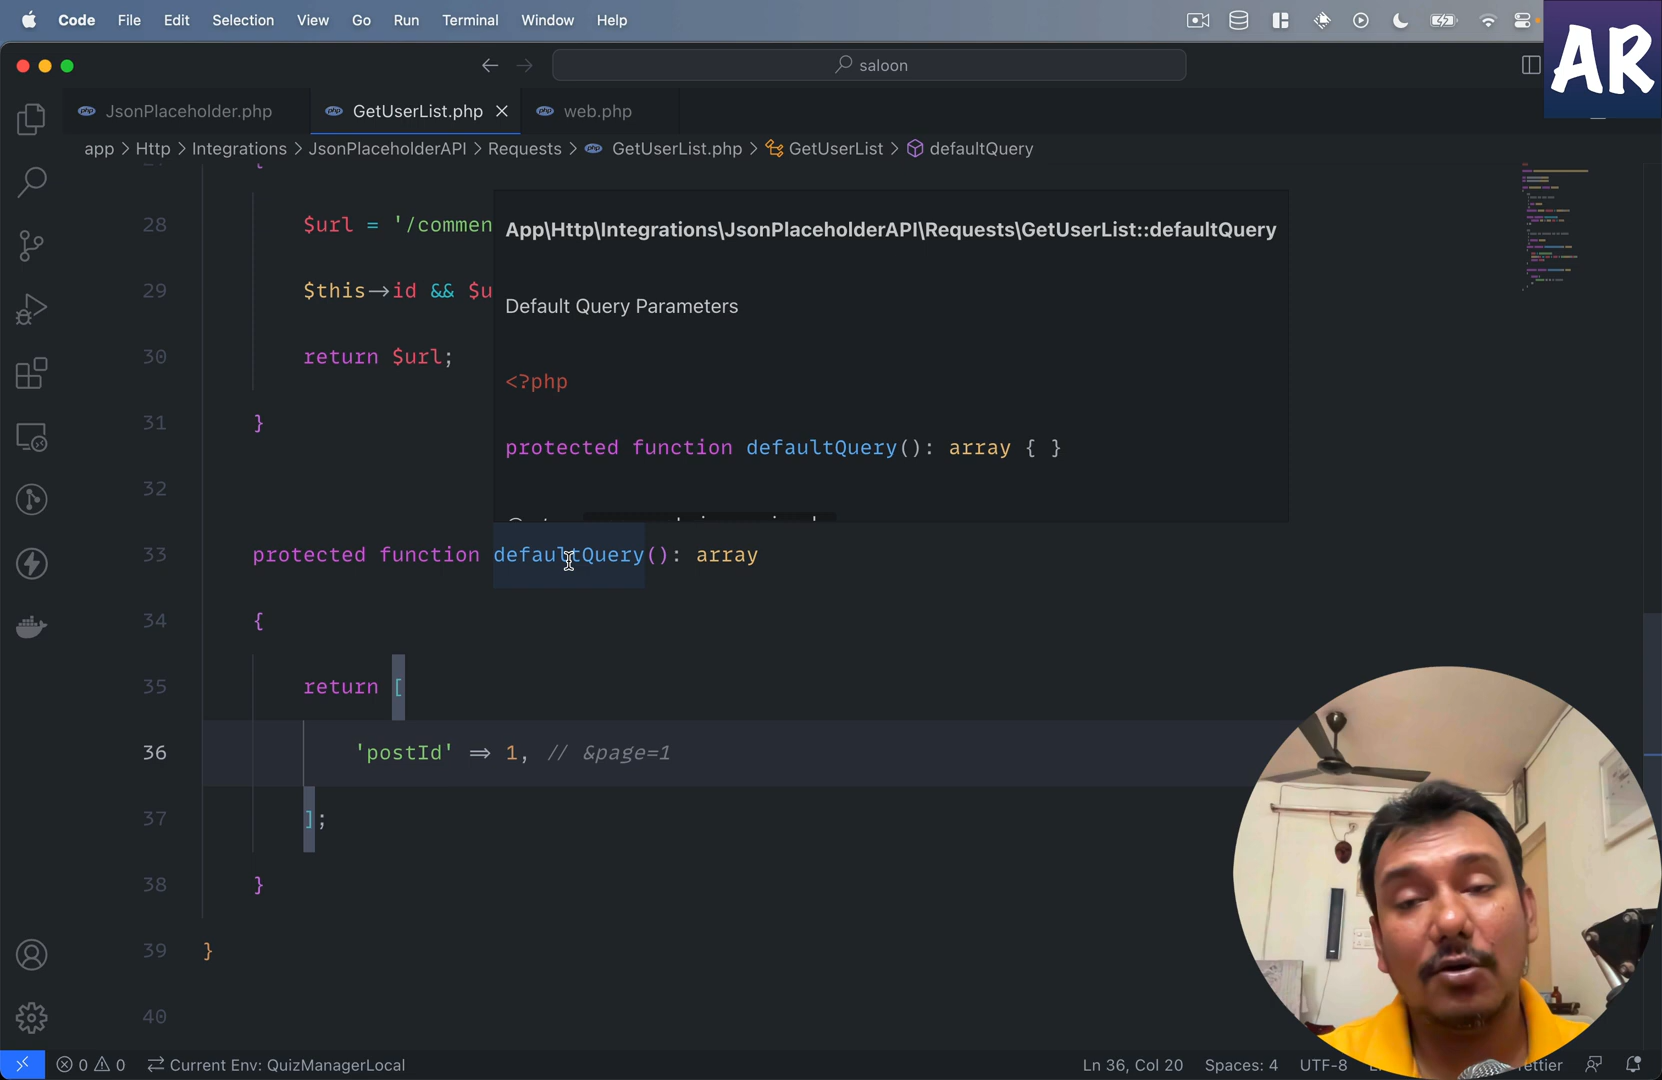 Code File Edit Selection View Go Run Terminal Window Help
AR
saloon
JsonPlaceholder.php GetUserList.php web.php
app > Http > Integrations > JsonPlaceholderAPI > Requests > GetUserList.php > GetUserList > defaultQuery
{
28 $url = '/commen
App\Http\Integrations\JsonPlaceholderAPI\Requests\GetUserList::defaultQuery
29 $this->id && $u
Default Query Parameters
30 return $url;
<?php
31 }
protected function defaultQuery(): array { }
32
33 protected function defaultQuery(): array
34 {
35 return [
36 'postId' => 1, // &page=1
37 ];
38 }
39 }
40
0 0 Current Env: QuizManagerLocal Ln 36, Col 20 Spaces: 4 UTF-8